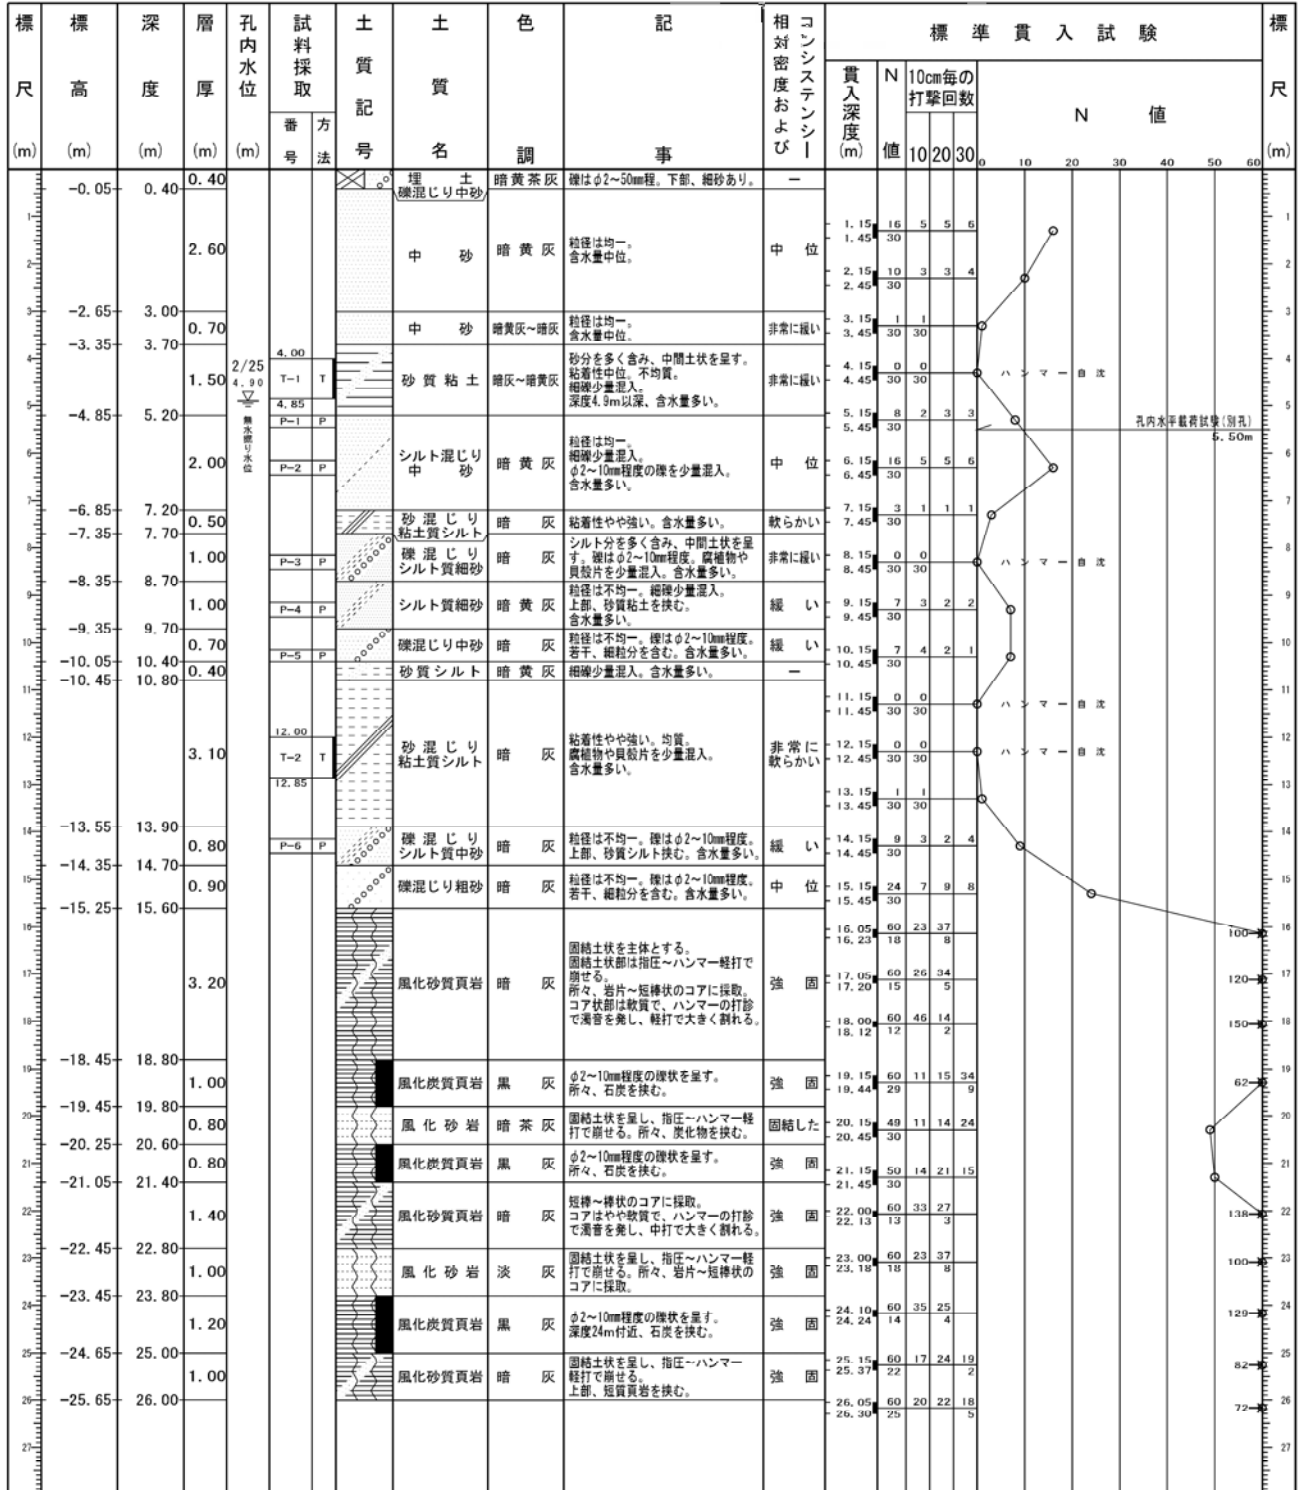 標尺(m) 標高(m) 深度(m) 層厚(m) 孔内水位(m) 試料採取 土質記号 土質名 色調 記事 相対密度および コンシステンシー 標準貫入試験 標尺(m)
番号 方法 貫入深度(m) N値 10cm毎の打撃回数 N値
10 20 30 0 10 20 30 40 50 60
-0.05 0.40 0.40 埋土 礫混じり中砂 暗黄茶灰 礫はφ2~50mm程。下部、細砂あり。 ―
-2.65 3.00 2.60 中砂 暗黄灰 粒径は均一。
含水量中位。 中位
1.15 1.45 16 30 5 5 6
2.15 2.45 10 30 3 3 4
-3.35 3.70 0.70 中砂 暗黄灰~暗灰 粒径は均一。
含水量中位。 非常に緩い
3.15 3.45 1 30 1 30
-4.85 5.20 1.50 2/25 4.90 無水掘り水位 4.00 T-1 T 4.85 砂質粘土 暗灰~暗黄灰 砂分を多く含み、中間土状を呈す。
粘着性中位。不均質。
細礫少量混入。
深度4.9m以深、含水量多い。 非常に緩い
4.15 4.45 0 30 0 30 ハンマー自沈
5.15 5.45 8 30 2 3 3 孔内水平載荷試験(別孔)
5.50m
-6.85 7.20 2.00 P-1 P P-2 P シルト混じり中砂 暗黄灰 粒径は均一。
細礫少量混入。
φ2~10mm程度の礫を少量混入。
含水量多い。 中位
6.15 6.45 16 30 5 5 6
-7.35 7.70 0.50 砂混じり粘土質シルト 暗灰 粘着性やや強い。含水量多い。 軟らかい
7.15 7.45 3 30 1 1 1
-8.35 8.70 1.00 P-3 P 礫混じりシルト質細砂 暗灰 シルト分を多く含み、中間土状を呈
す。礫はφ2~10mm程度。腐植物や
貝殻片を少量混入。含水量多い。 非常に緩い
8.15 8.45 0 30 0 30 ハンマー自沈
-9.35 9.70 1.00 P-4 P シルト質細砂 暗黄灰 粒径は不均一。細礫少量混入。
上部、砂質粘土を挟む。
含水量多い。 緩い
9.15 9.45 7 30 3 2 2
-10.05 10.40 0.70 P-5 P 礫混じり中砂 暗灰 粒径は不均一。礫はφ2~10mm程度。
若干、細粒分を含む。含水量多い。 緩い
10.15 10.45 7 30 4 2 1
-10.45 10.80 0.40 砂質シルト 暗黄灰 細礫少量混入。含水量多い。 ―
11.15 11.45 0 30 0 30 ハンマー自沈
-13.55 13.90 3.10 12.00 T-2 T 12.85 砂混じり粘土質シルト 暗灰 粘着性やや強い。均質。
腐植物や貝殻片を少量混入。
含水量多い。 非常に軟らかい
12.15 12.45 0 30 0 30 ハンマー自沈
13.15 13.45 1 30 1 30
-14.35 14.70 0.80 P-6 P 礫混じりシルト質中砂 暗灰 粒径は不均一。礫はφ2~10mm程度。
上部、砂質シルト挟む。含水量多い。 緩い
14.15 14.45 9 30 3 2 4
-15.25 15.60 0.90 礫混じり粗砂 暗灰 粒径は不均一。礫はφ2~10mm程度。
若干、細粒分を含む。含水量多い。 中位
15.15 15.45 24 30 7 9 8
-18.45 18.80 3.20 風化砂質頁岩 暗灰 固結土状を主体とする。
固結土状部は指圧~ハンマー軽打で
崩せる。
所々、岩片~短棒状のコアに採取。
コア状部は軟質で、ハンマーの打診
で濁音を発し、軽打で大きく割れる。 強固
16.05 16.23 60 18 23 37 8 100
17.05 17.20 60 15 26 34 5 120
18.00 18.12 60 12 46 14 2 150
-19.45 19.80 1.00 風化炭質頁岩 黒灰 φ2~10mm程度の礫状を呈す。
所々、石炭を挟む。 強固
19.15 19.44 60 29 11 15 34 9 62
-20.25 20.60 0.80 風化砂岩 暗茶灰 固結土状を呈し、指圧~ハンマー軽
打で崩せる。所々、炭化物を挟む。 固結した
20.15 20.45 49 30 11 14 24
-21.05 21.40 0.80 風化炭質頁岩 黒灰 φ2~10mm程度の礫状を呈す。
所々、石炭を挟む。 強固
21.15 21.45 50 30 14 21 15
-22.45 22.80 1.40 風化砂質頁岩 暗灰 短棒~棒状のコアに採取。
コアはやや軟質で、ハンマーの打診
で濁音を発し、中打で大きく割れる。 強固
22.00 22.13 60 13 33 27 3 138
-23.45 23.80 1.00 風化砂岩 淡灰 固結土状を呈し、指圧~ハンマー軽
打で崩せる。所々、岩片~短棒状の
コアに採取。 強固
23.00 23.18 60 18 23 37 8 100
-24.65 25.00 1.20 風化炭質頁岩 黒灰 φ2~10mm程度の礫状を呈す。
深度24m付近、石炭を挟む。 強固
24.10 24.24 60 14 35 25 4 129
-25.65 26.00 1.00 風化砂質頁岩 暗灰 固結土状を呈し、指圧~ハンマー
軽打で崩せる。
上部、短質頁岩を挟む。 強固
25.15 25.37 60 22 17 24 19 2 82
26.05 26.30 60 25 20 22 18 5 72
1 2 3 4 5 6 7 8 9 10 11 12 13 14 15 16 17 18 19 20 21 22 23 24 25 26 27
1 2 3 4 5 6 7 8 9 10 11 12 13 14 15 16 17 18 19 20 21 22 23 24 25 26 27